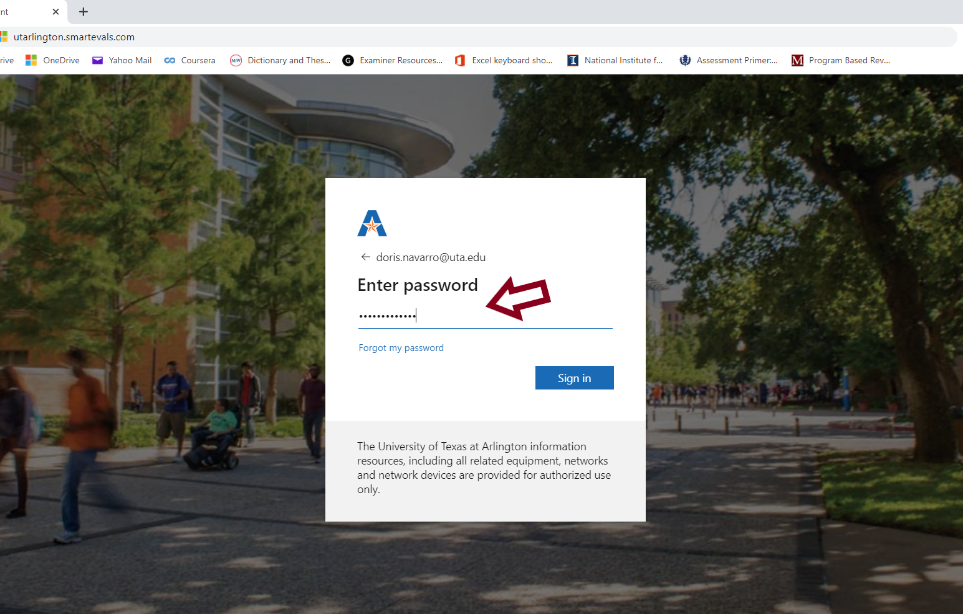 nt
utarlington.smartevals.com
rive OneDrive Yahoo Mail Coursera Dictionary and Thes... Examiner Resources... Excel keyboard sho... National Institute f... Assessment Primer:... Program Based Rev...
doris.navarro@uta.edu
Enter password
Forgot my password
Sign in
The University of Texas at Arlington information
resources, including all related equipment, networks
and network devices are provided for authorized use
only.